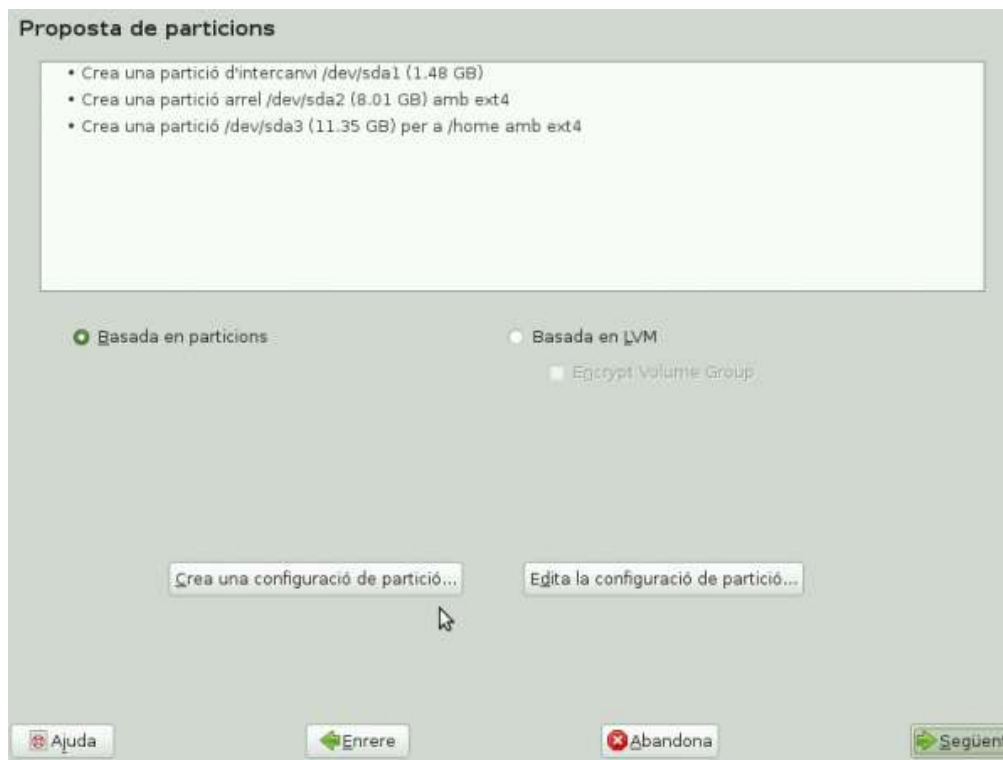 Proposta de particions
• Crea una partició d'intercanvi /dev/sda1 (1.48 GB)
• Crea una partició arrel /dev/sda2 (8.01 GB) amb ext4
• Crea una partició /dev/sda3 (11.35 GB) per a /home amb ext4
Basada en particions
Basada en LVM
Encrypt Volume Group
Crea una configuració de partició...
Edita la configuració de partició...
Ajuda
Enrere
Abandona
Següent